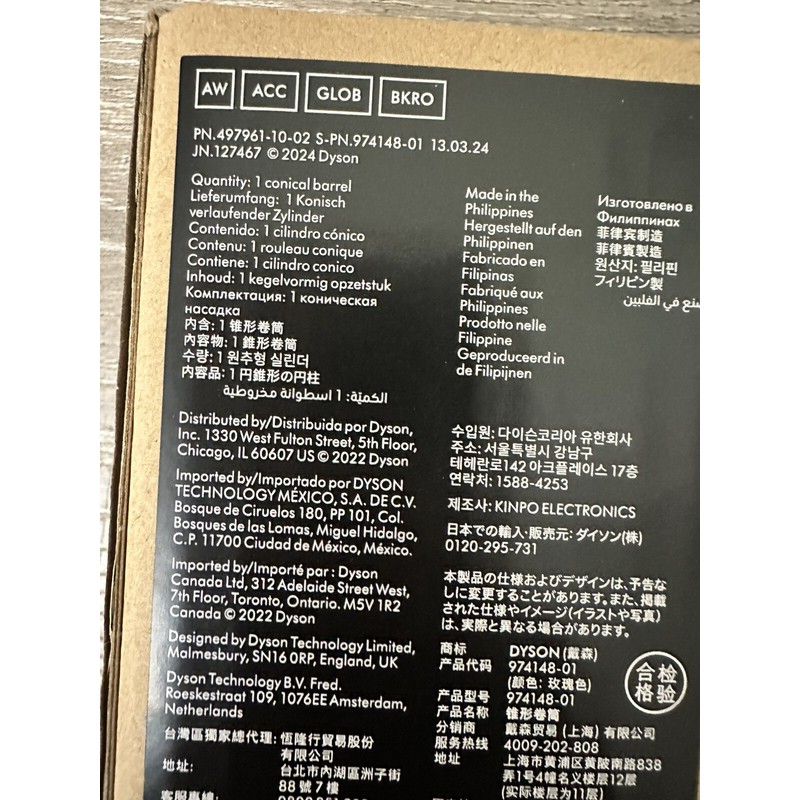 AW ACC GLOB BKRO
PN.497961-10-02 S-PN.974148-01 13.03.24
JN.127467 © 2024 Dyson
Quantity: 1 conical barrel
Lieferumfang: 1 Konisch
verlaufender Zylinder
Contenido: 1 cilindro cónico
Contenu: 1 rouleau conique
Contiene: 1 cilindro conico
Inhoud: 1 kegelvormig opzetstuk
Комплектация: 1 коническая
насадка
内含: 1 锥形卷筒
內容物: 1 錐形卷筒
수량: 1 원추형 실린더
内容品: 1 円錐形の円柱
الكميّة: 1 اسطوانة مخروطية
Made in the
Philippines
Hergestellt auf den
Philippinen
Fabricado en
Filipinas
Fabriqué aux
Philippines
Prodotto nelle
Filippine
Geproduceerd in
de Filipijnen
Изготовлено в
Филиппинах
菲律宾制造
菲律賓製造
원산지: 필리핀
フィリピン製
في الفلبين
Distributed by/Distribuida por Dyson,
Inc. 1330 West Fulton Street, 5th Floor,
Chicago, IL 60607 US © 2022 Dyson
Imported by/Importado por DYSON
TECHNOLOGY MÉXICO, S.A. DE C.V.
Bosque de Ciruelos 180, PP 101, Col.
Bosques de las Lomas, Miguel Hidalgo,
C.P. 11700 Ciudad de México, México.
Imported by/Importé par : Dyson
Canada Ltd, 312 Adelaide Street West,
7th Floor, Toronto, Ontario. M5V 1R2
Canada © 2022 Dyson
Designed by Dyson Technology Limited,
Malmesbury, SN16 0RP, England, UK
Dyson Technology B.V. Fred.
Roeskestraat 109, 1076EE Amsterdam,
Netherlands
台灣區獨家總代理: 恆隆行貿易股份
有限公司
地址: 台北市內湖區洲子街
88 號 7 樓
客服專線:
수입원: 다이슨코리아 유한회사
주소: 서울특별시 강남구
테헤란로142 아크플레이스 17층
연락처: 1588-4253
제조사: KINPO ELECTRONICS
日本での輸入・販売元: ダイソン(株)
0120-295-731
本製品の仕様およびデザインは、予告な
しに変更することがあります。また、掲載
された仕様やイメージ(イラストや写真)
は、実際と異なる場合があります。
商标 DYSON (戴森)
产品代码 974148-01
(颜色: 玫瑰色)
产品型号 974148-01
产品名称 锥形卷筒
分销商 戴森贸易 (上海) 有限公司
服务热线 4009-202-808
地址 上海市黄浦区黄陂南路838
弄1号4幢名义楼层12层
(实际楼层为11层)
合检
格验